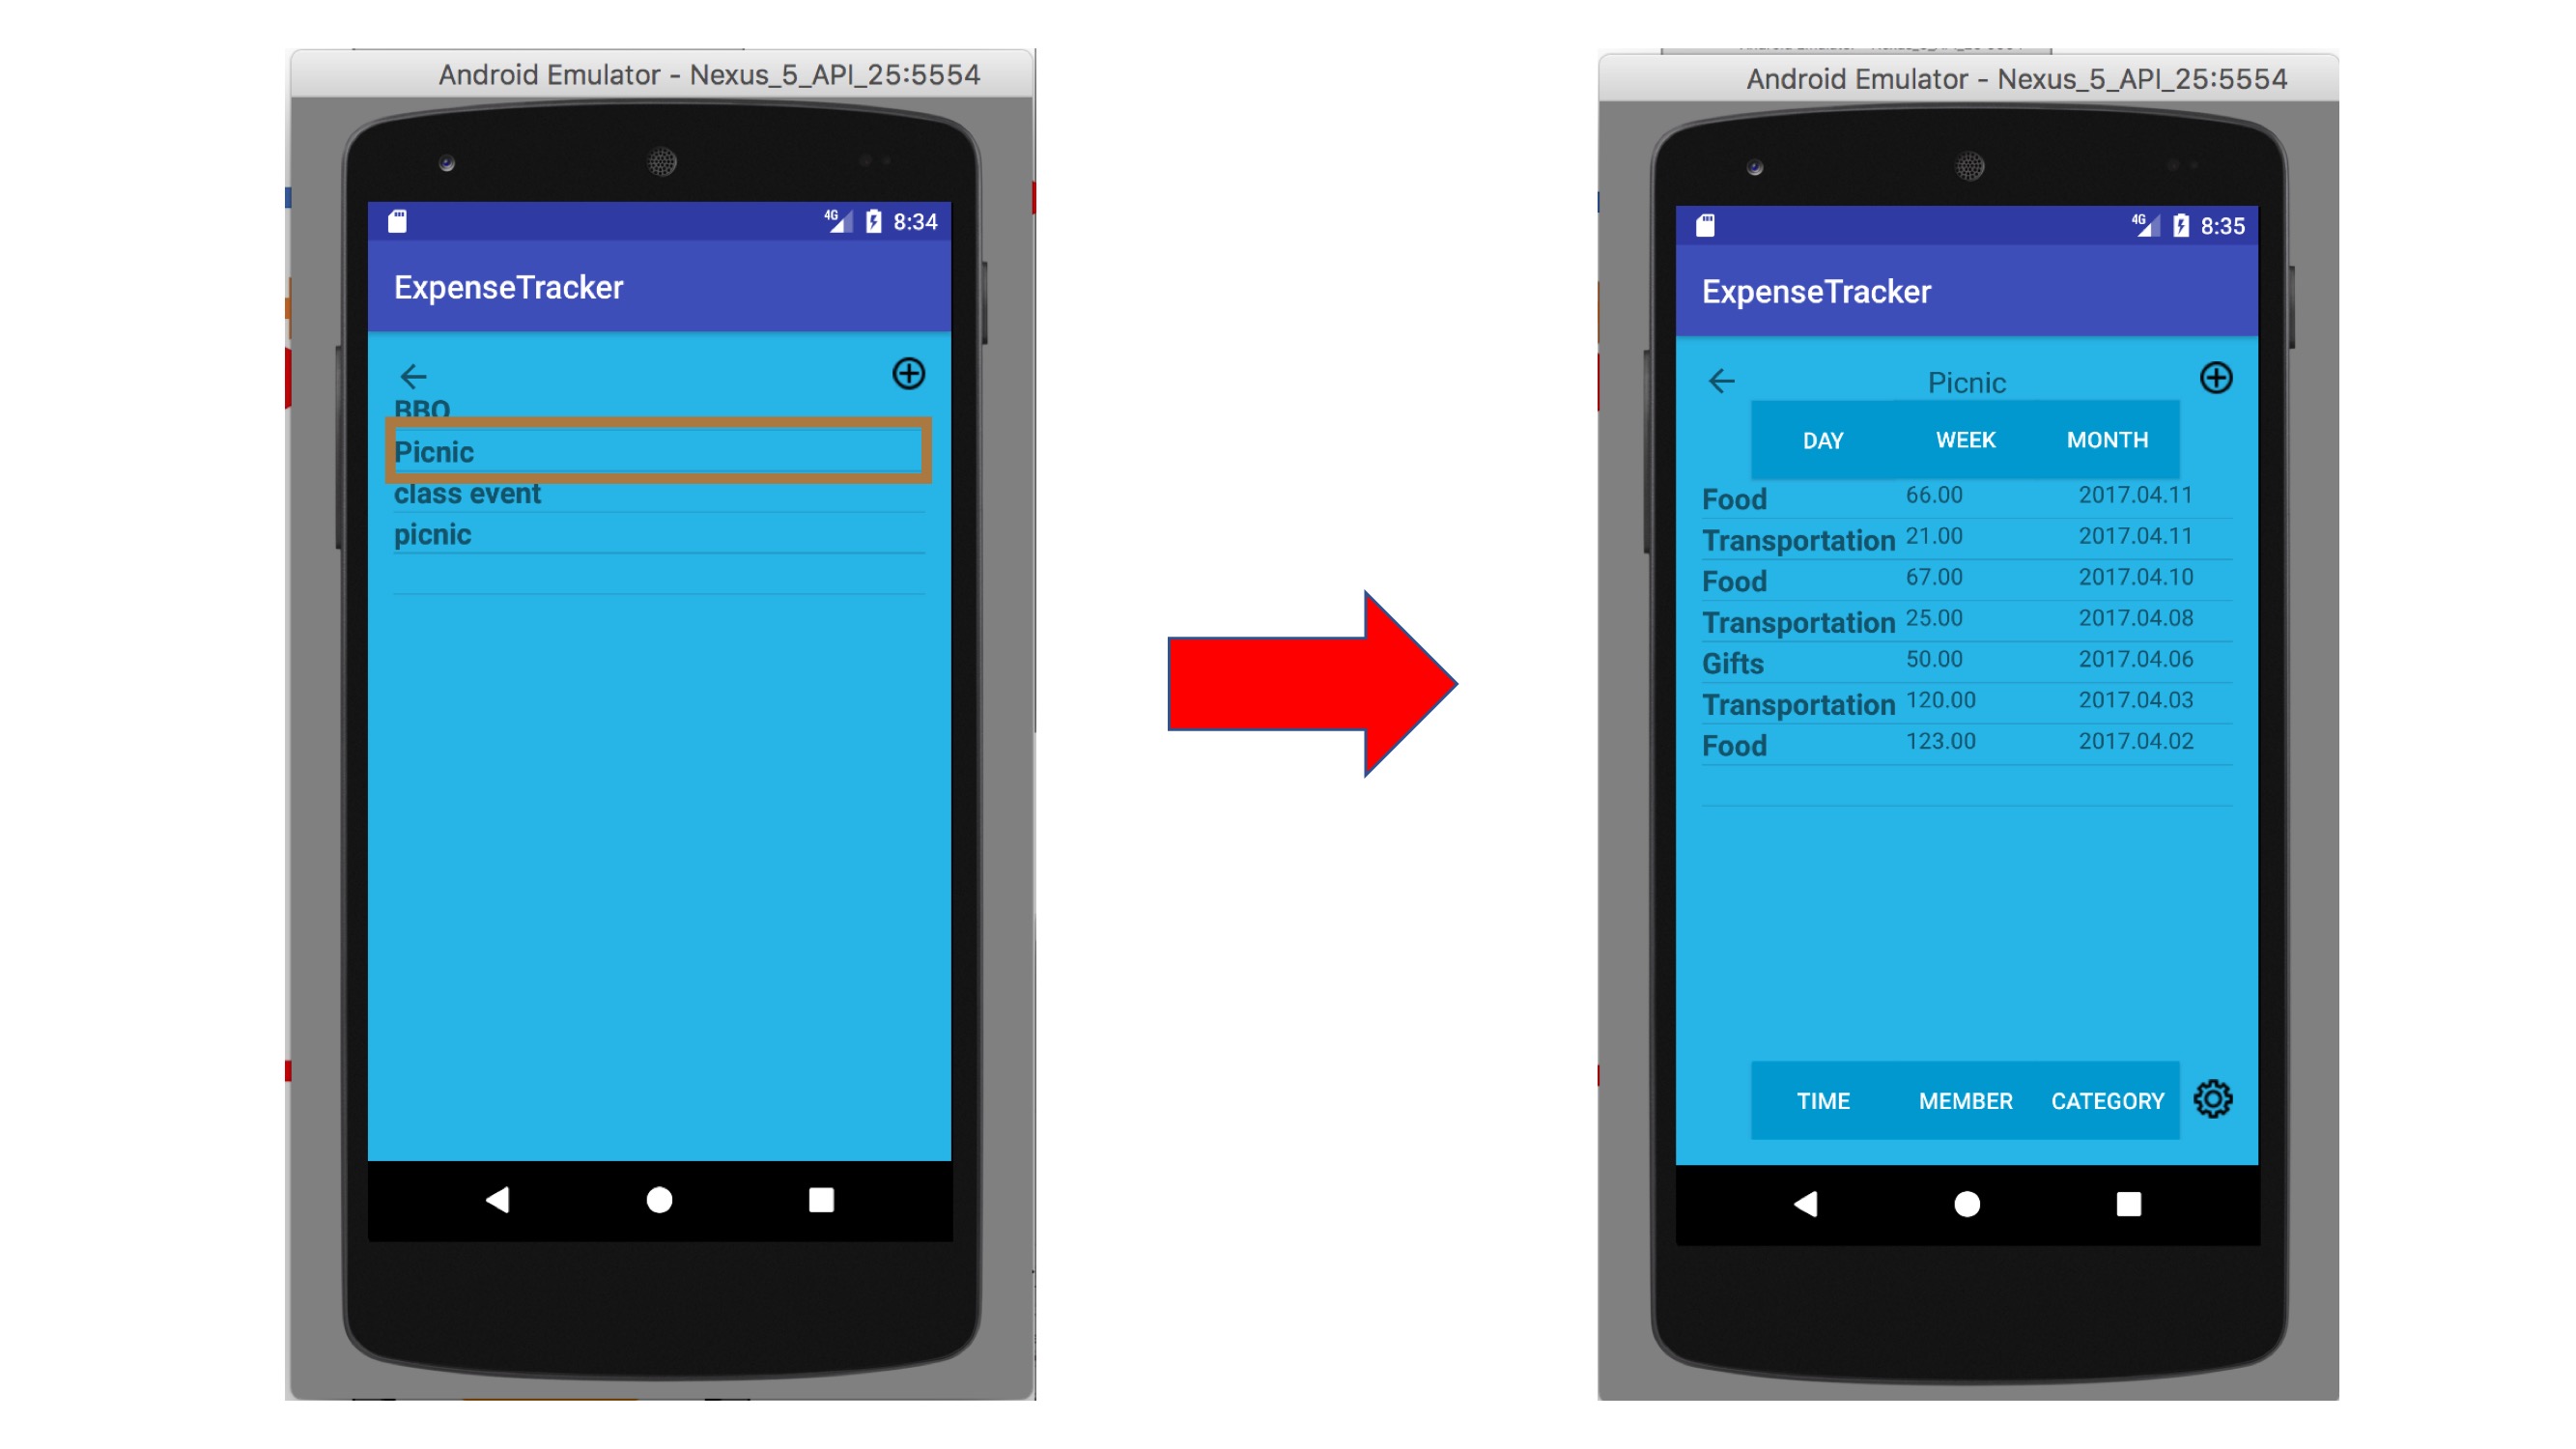 Android Emulator - Nexus_5_API_25:5554
4G 8:34
ExpenseTracker
BBQ
Picnic
class event
picnic
Android Emulator - Nexus_5_API_25:5554
4G 8:35
ExpenseTracker
Picnic
DAY WEEK MONTH
Food 66.00 2017.04.11
Transportation 21.00 2017.04.11
Food 67.00 2017.04.10
Transportation 25.00 2017.04.08
Gifts 50.00 2017.04.06
Transportation 120.00 2017.04.03
Food 123.00 2017.04.02
TIME MEMBER CATEGORY